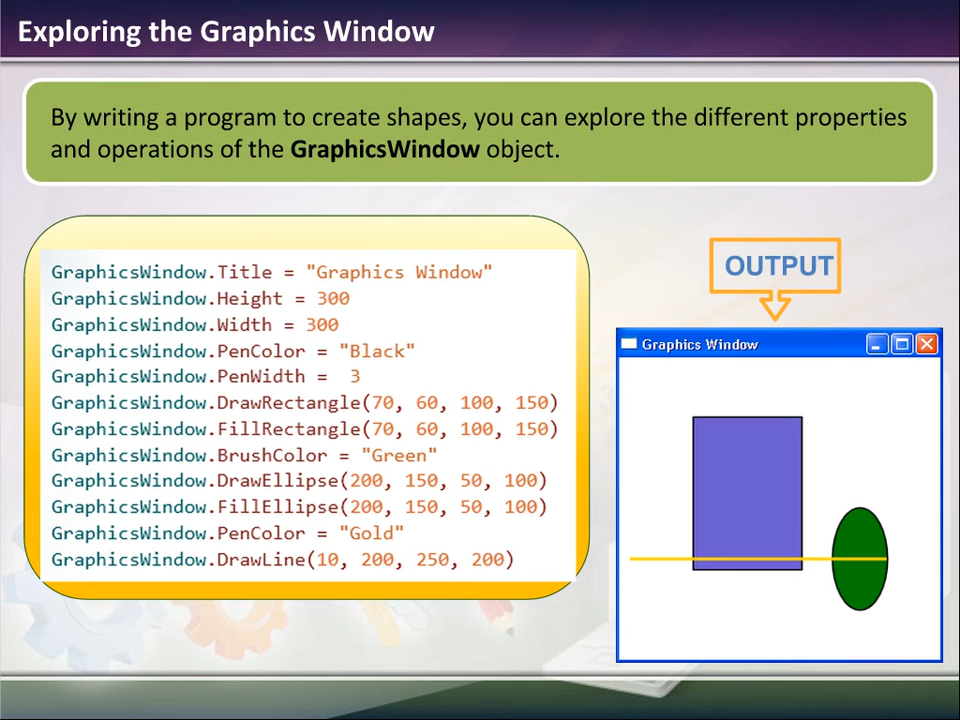 Exploring the Graphics Window
By writing a program to create shapes, you can explore the different properties
and operations of the GraphicsWindow object.
GraphicsWindow.Title = "Graphics Window"
GraphicsWindow.Height = 300
GraphicsWindow.Width = 300
GraphicsWindow.PenColor = "Black"
GraphicsWindow.PenWidth =  3
GraphicsWindow.DrawRectangle(70, 60, 100, 150)
GraphicsWindow.FillRectangle(70, 60, 100, 150)
GraphicsWindow.BrushColor = "Green"
GraphicsWindow.DrawEllipse(200, 150, 50, 100)
GraphicsWindow.FillEllipse(200, 150, 50, 100)
GraphicsWindow.PenColor = "Gold"
GraphicsWindow.DrawLine(10, 200, 250, 200)
OUTPUT
Graphics Window